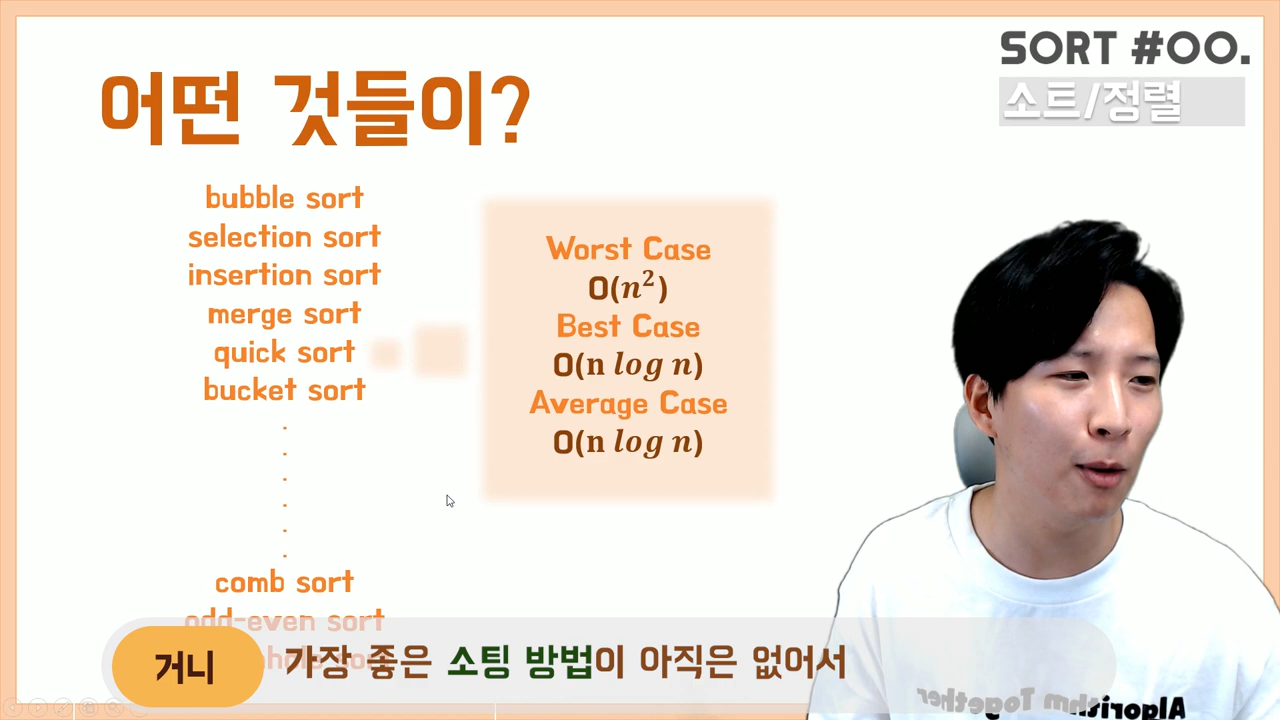 SORT #00.
소트/정렬
어떤 것들이?
bubble sort
selection sort
insertion sort
merge sort
quick sort
bucket sort
.
.
.
.
.
.
comb sort
odd-even sort
sort
Worst Case
O(n²)
Best Case
O(n log n)
Average Case
O(n log n)
거니
가장 좋은 소팅 방법이 아직은 없어서
Algorithm Together